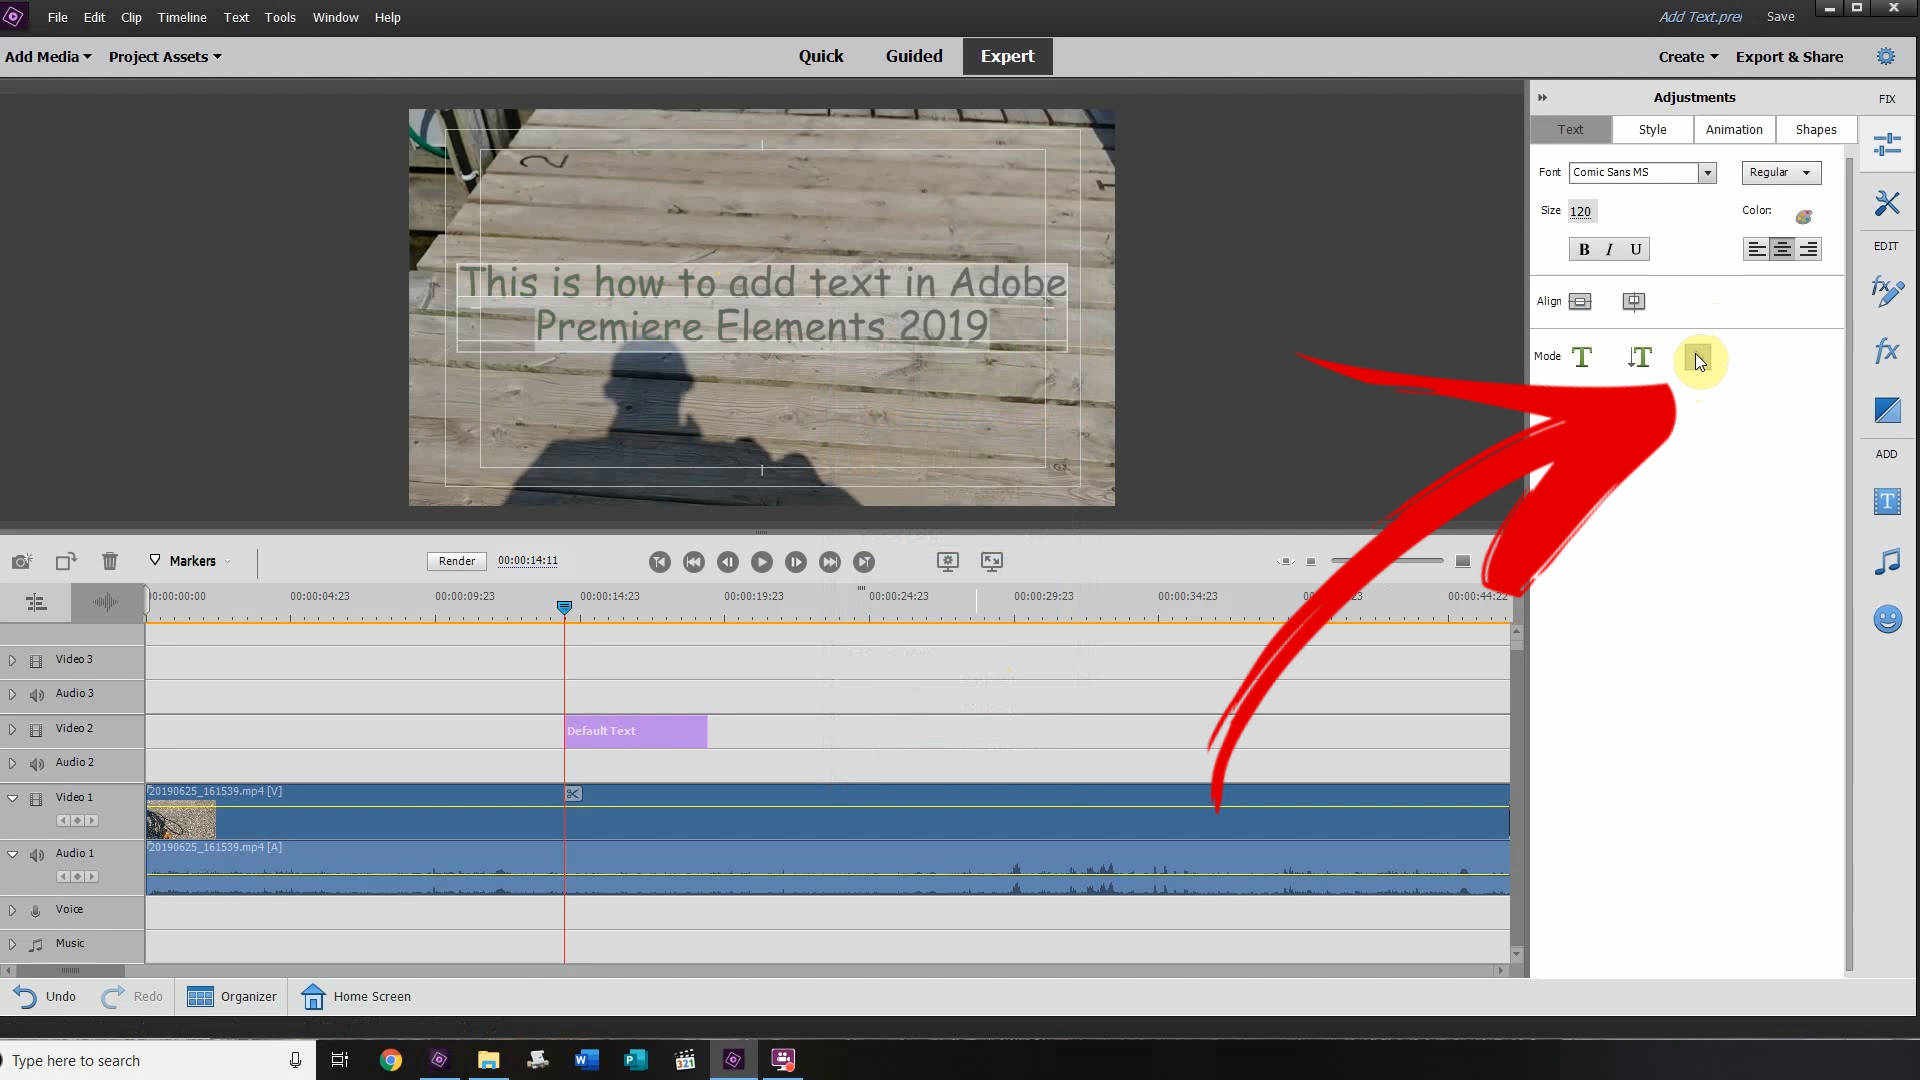 File Edit Clip Timeline Text Tools Window Help
Add Text.prel Save
Add Media Project Assets
Quick Guided Expert
Create Export & Share
Adjustments
FIX
Text Style Animation Shapes
Font Comic Sans MS Regular
Size 120 Color:
B I U
EDIT
Align
Mode T T
ADD
T
2
This is how to add text in Adobe
Premiere Elements 2019
Markers
Render 00:00:14:11
00:00:00:00 00:00:04:23 00:00:09:23 00:00:14:23 00:00:19:23 00:00:24:23 00:00:29:23 00:00:34:23 00:00:44:22
Video 3
Audio 3
Video 2
Default Text
Audio 2
Video 1
20190625_161539.mp4 [V]
Audio 1
20190625_161539.mp4 [A]
Voice
Music
Undo Redo Organizer Home Screen
Type here to search
321